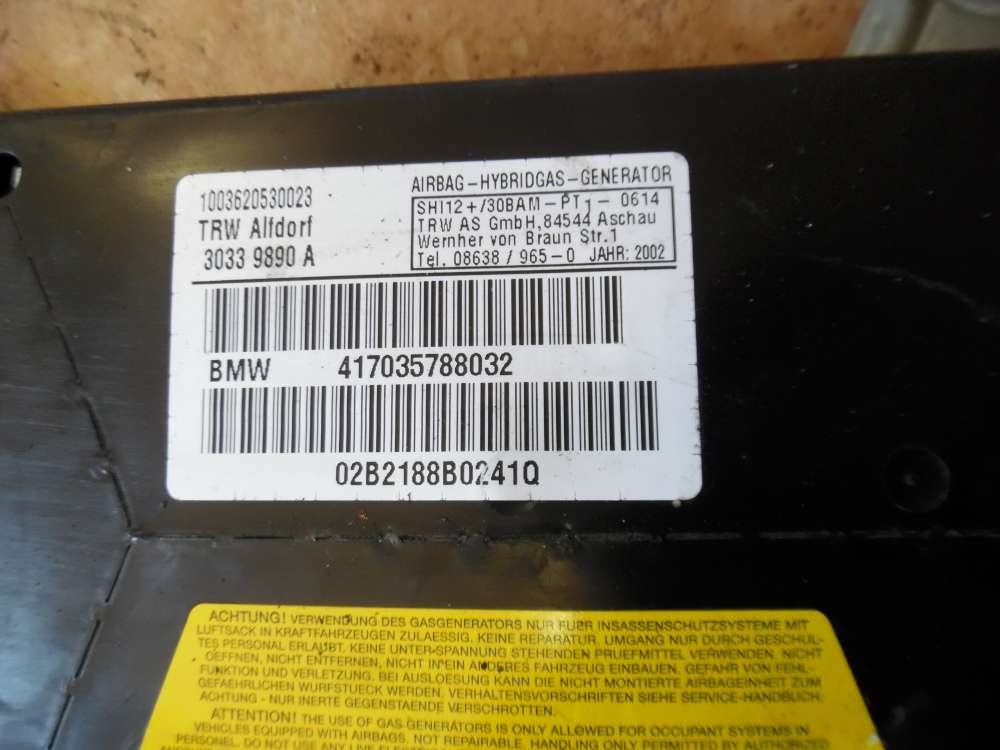 1003620530023
TRW Alfdorf
3033 9890 A
AIRBAG-HYBRIDGAS-GENERATOR
SHI12+/30BAM-PT1- 0614
TRW AS GmbH,84544 Aschau
Wernher von Braun Str.1
Tel. 08638 / 965-0 JAHR: 2002
BMW 417035788032
02B2188B0241Q
ACHTUNG! VERWENDUNG DES GASGENERATORS NUR FUER INSASSENSCHUTZSYSTEME MIT
LUFTSACK IN KRAFTFAHRZEUGEN ZULAESSIG. KEINE REPARATUR. UMGANG NUR DURCH GESCHUL-
TES PERSONAL ERLAUBT. KEINE UNTER-SPANNUNG STEHENDEN PRUEFMITTEL VERWENDEN. NICHT
OEFFNEN, NICHT ENTFERNEN, NICHT IN EIN ANDERES FAHRZEUG EINBAUEN. GEFAHR VON FEHL-
FUNKTION UND VERLETZUNG. BEI AUSLOESUNG KANN DIE NICHT MONTIERTE AIRBAGEINHEIT ZUM
GEFAEHRLICHEN WURFSTUECK WERDEN. VERHALTENSVORSCHRIFTEN SIEHE SERVICE-HANDBUCH.
ACHTUNG - NUR INERTE GEGENSTAENDE VERSCHROTTEN.
ATTENTION! THE USE OF GAS GENERATORS IS ONLY ALLOWED FOR OCCUPANT SYSTEMS IN
VEHICLES EQUIPPED WITH AIRBAGS. NOT REPAIRABLE. HANDLING ONLY PERMITTED BY AUTHORIZED
PERSONEL. DO NOT USE ANY LIVE